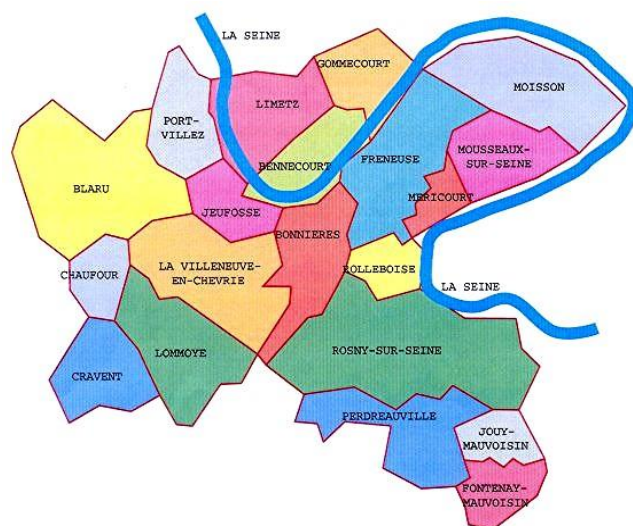 LA SEINE
GOMMECOURT
MOISSON
LIMETZ
PORT-
VILLEZ
MOUSSEAUX-
SUR-SEINE
BENNECOURT
FRENEUSE
BLARU
MERICOURT
JEUFOSSE
BONNIERES
CHAUFOUR
LA VILLENEUVE-
EN-CHEVRIE
ROLLEBOISE
LA SEINE
LOMMOYE
ROSNY-SUR-SEINE
CRAVENT
PERDREAUVILLE
JOUY-
MAUVOISIN
FONTENAY-
MAUVOISIN